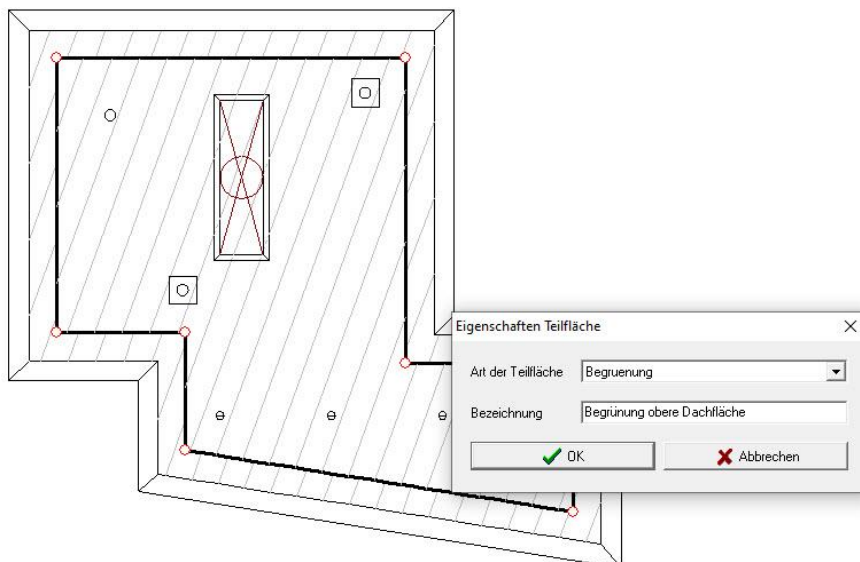 Eigenschaften Teilfläche
Art der Teilfläche Begruenung
Bezeichnung Begrünung obere Dachfläche
OK Abbrechen